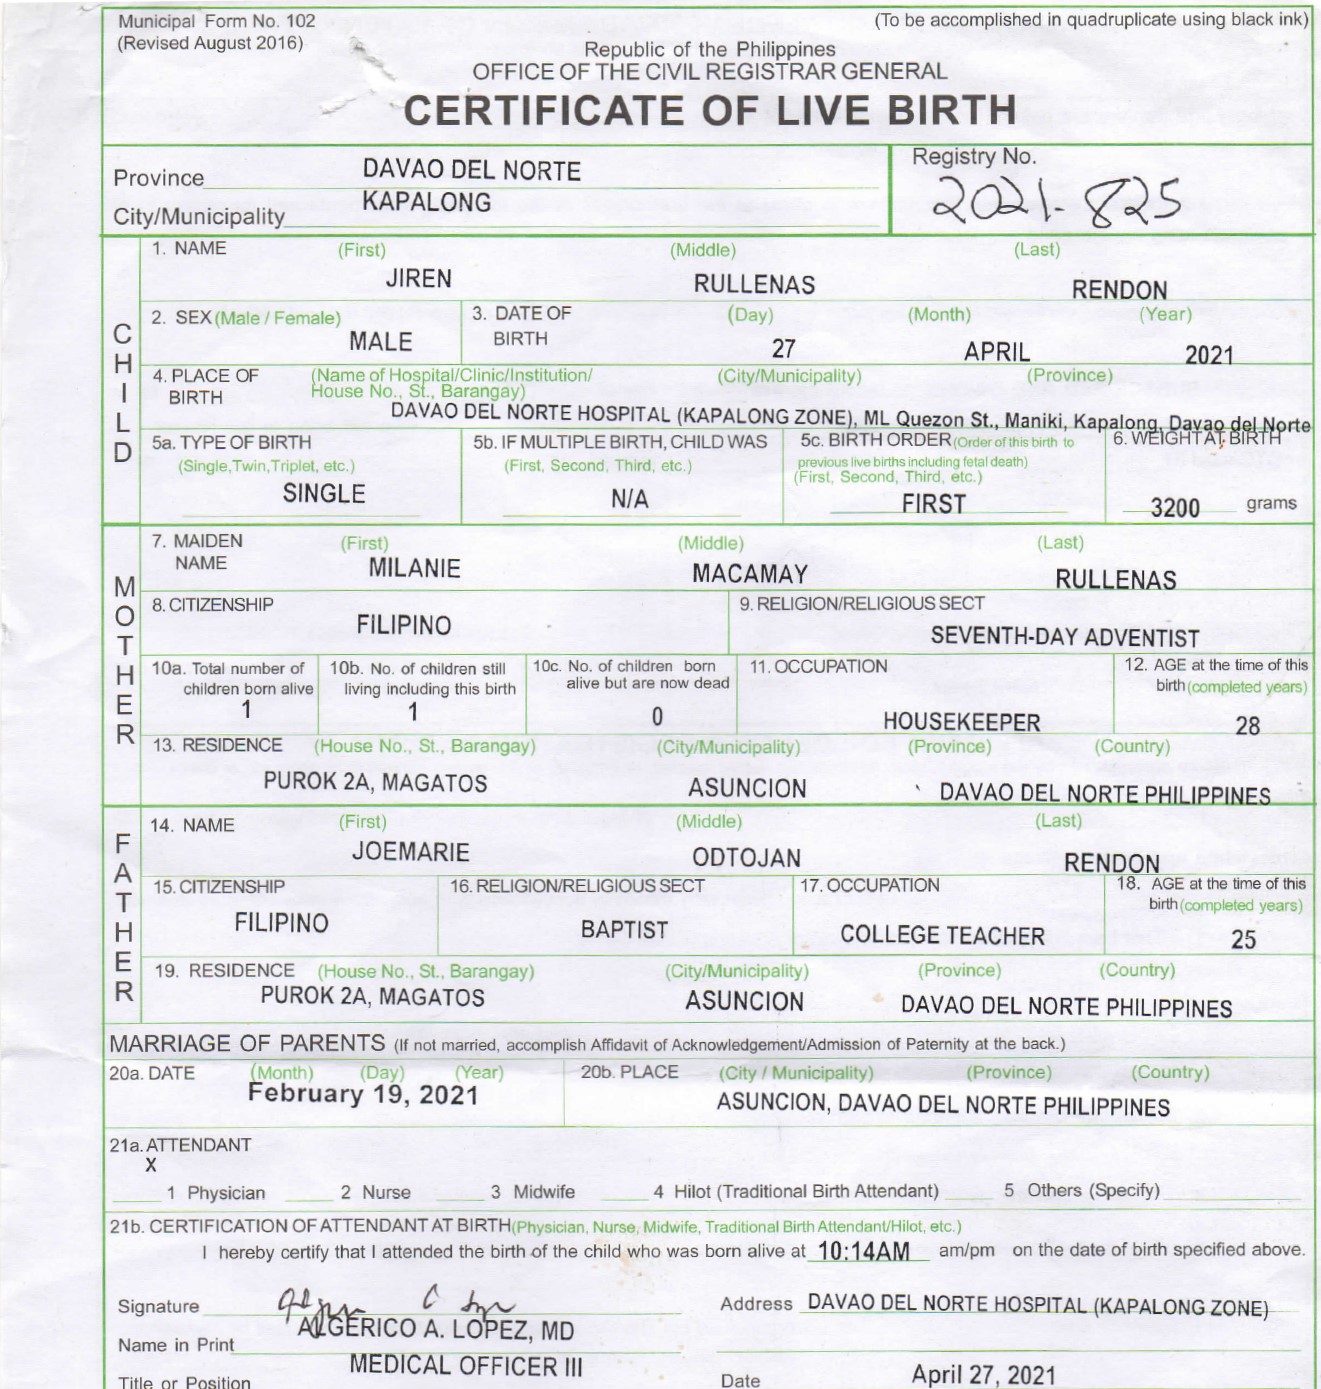 Municipal Form No. 102
(Revised August 2016)
(To be accomplished in quadruplicate using black ink)
Republic of the Philippines
OFFICE OF THE CIVIL REGISTRAR GENERAL
CERTIFICATE OF LIVE BIRTH
Province DAVAO DEL NORTE
City/Municipality KAPALONG
Registry No.
2021-825
CHILD
1. NAME (First) (Middle) (Last)
JIREN RULLENAS RENDON
2. SEX (Male / Female) 3. DATE OF BIRTH (Day) (Month) (Year)
MALE 27 APRIL 2021
4. PLACE OF BIRTH (Name of Hospital/Clinic/Institution/ House No., St., Barangay) (City/Municipality) (Province)
DAVAO DEL NORTE HOSPITAL (KAPALONG ZONE), ML Quezon St., Maniki, Kapalong, Davao del Norte
5a. TYPE OF BIRTH (Single,Twin,Triplet, etc.)
SINGLE
5b. IF MULTIPLE BIRTH, CHILD WAS (First, Second, Third, etc.)
N/A
5c. BIRTH ORDER (Order of this birth to previous live births including fetal death) (First, Second, Third, etc.)
FIRST
6. WEIGHT AT BIRTH
3200 grams
MOTHER
7. MAIDEN NAME (First) (Middle) (Last)
MILANIE MACAMAY RULLENAS
8. CITIZENSHIP
FILIPINO
9. RELIGION/RELIGIOUS SECT
SEVENTH-DAY ADVENTIST
10a. Total number of children born alive
1
10b. No. of children still living including this birth
1
10c. No. of children born alive but are now dead
0
11. OCCUPATION
HOUSEKEEPER
12. AGE at the time of this birth (completed years)
28
13. RESIDENCE (House No., St., Barangay) (City/Municipality) (Province) (Country)
PUROK 2A, MAGATOS ASUNCION DAVAO DEL NORTE PHILIPPINES
FATHER
14. NAME (First) (Middle) (Last)
JOEMARIE ODTOJAN RENDON
15. CITIZENSHIP
FILIPINO
16. RELIGION/RELIGIOUS SECT
BAPTIST
17. OCCUPATION
COLLEGE TEACHER
18. AGE at the time of this birth (completed years)
25
19. RESIDENCE (House No., St., Barangay) (City/Municipality) (Province) (Country)
PUROK 2A, MAGATOS ASUNCION DAVAO DEL NORTE PHILIPPINES
MARRIAGE OF PARENTS (If not married, accomplish Affidavit of Acknowledgement/Admission of Paternity at the back.)
20a. DATE (Month) (Day) (Year)
February 19, 2021
20b. PLACE (City / Municipality) (Province) (Country)
ASUNCION, DAVAO DEL NORTE PHILIPPINES
21a. ATTENDANT
X
1 Physician 2 Nurse 3 Midwife 4 Hilot (Traditional Birth Attendant) 5 Others (Specify)
21b. CERTIFICATION OF ATTENDANT AT BIRTH (Physician, Nurse, Midwife, Traditional Birth Attendant/Hilot, etc.)
I hereby certify that I attended the birth of the child who was born alive at 10:14AM am/pm on the date of birth specified above.
Signature
Address DAVAO DEL NORTE HOSPITAL (KAPALONG ZONE)
Name in Print ALGERICO A. LOPEZ, MD
Title or Position MEDICAL OFFICER III
Date April 27, 2021